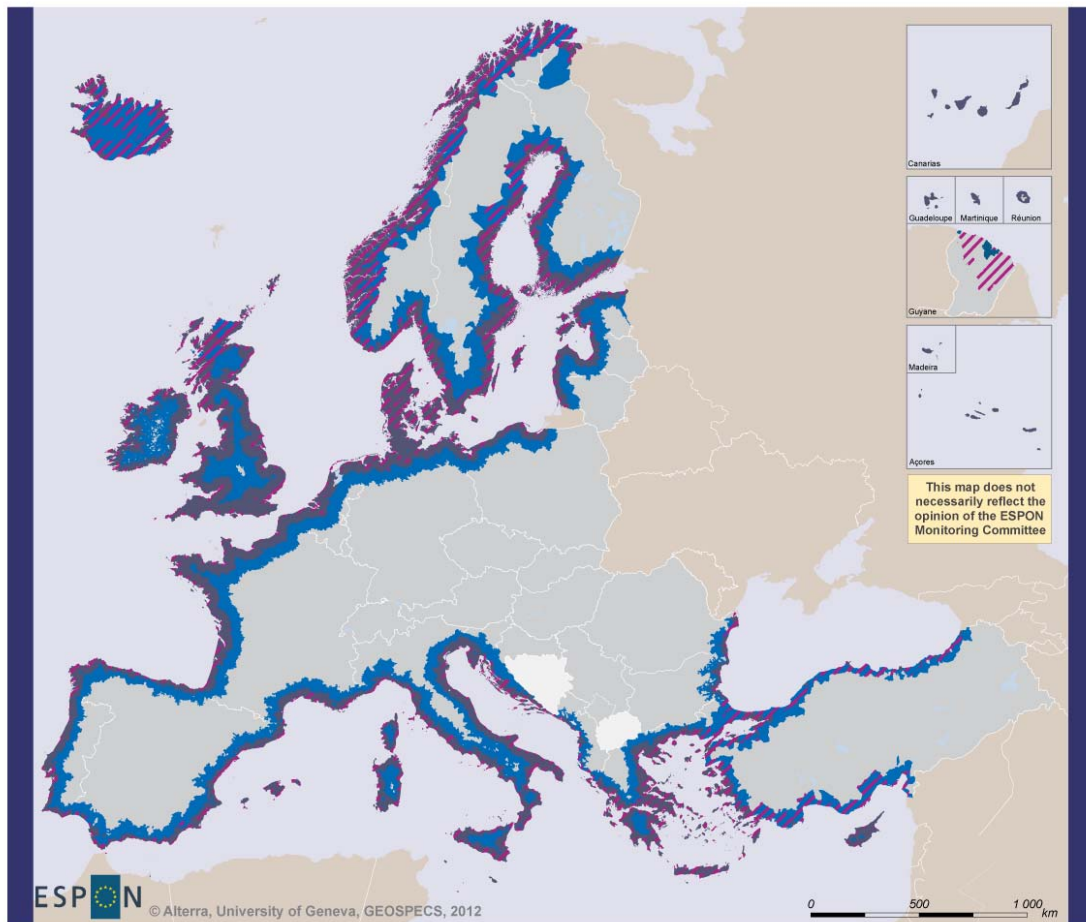 Canarias
Guadeloupe
Martinique
Réunion
Guyane
Madeira
Açores
This map does not
necessarily reflect the
opinion of the ESPON
Monitoring Committee
ESPON
© Alterra, University of Geneva, GEOSPECS, 2012
0 500 1 000
km